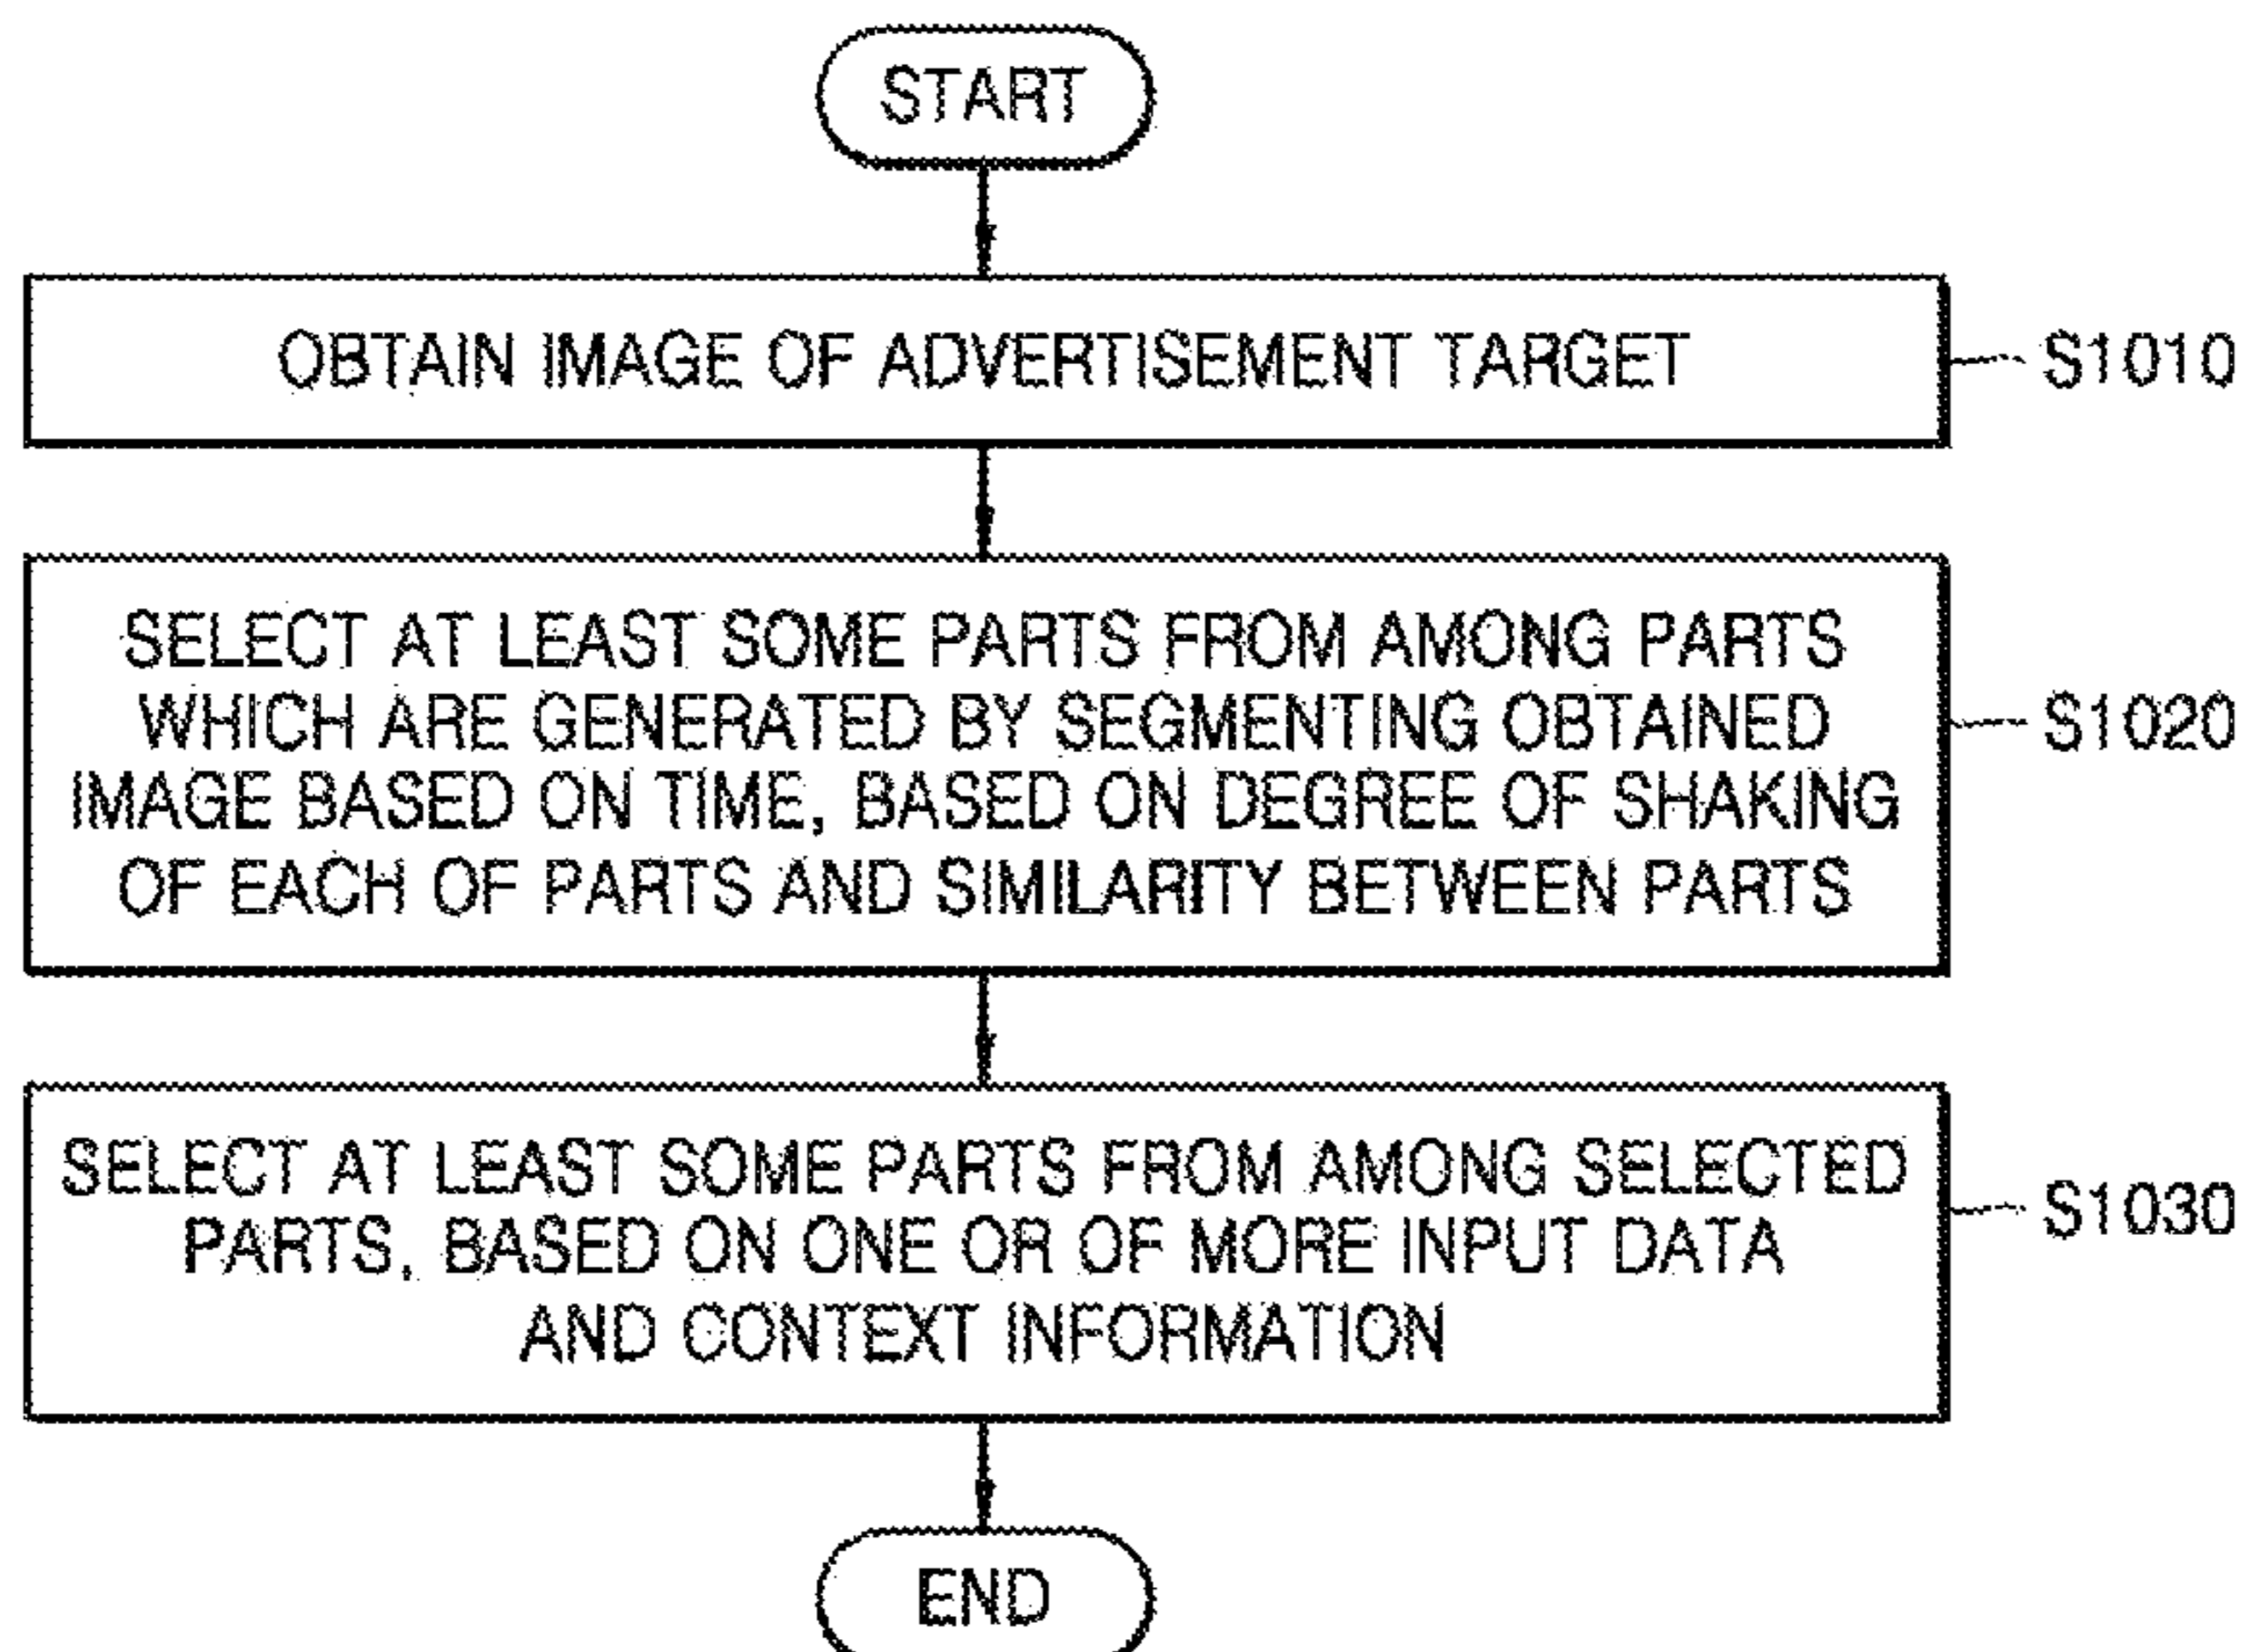 START
OBTAIN IMAGE OF ADVERTISEMENT TARGET
S1010
SELECT AT LEAST SOME PARTS FROM AMONG PARTS
WHICH ARE GENERATED BY SEGMENTING OBTAINED
IMAGE BASED ON TIME, BASED ON DEGREE OF SHAKING
OF EACH OF PARTS AND SIMILARITY BETWEEN PARTS
S1020
SELECT AT LEAST SOME PARTS FROM AMONG SELECTED
PARTS, BASED ON ONE OR OF MORE INPUT DATA
AND CONTEXT INFORMATION
S1030
END